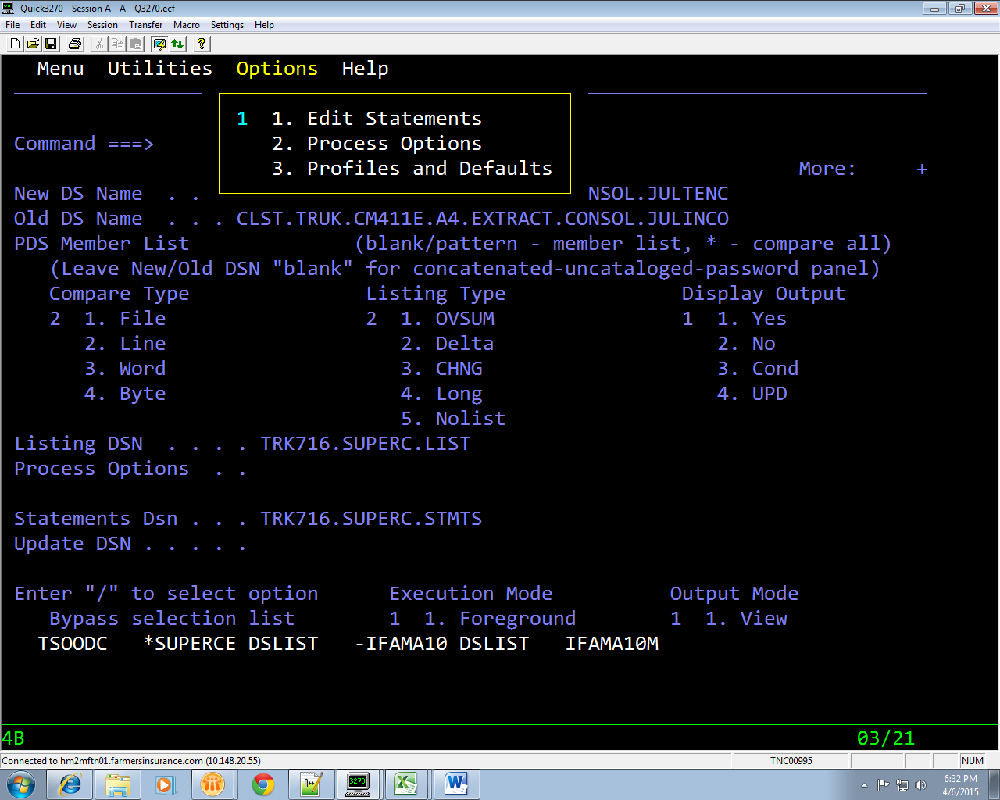 Quick3270 - Session A - A - Q3270.ecf
File Edit View Session Transfer Macro Settings Help
Menu Utilities Options Help
1 1. Edit Statements
Command ===> 2. Process Options
3. Profiles and Defaults More: +
New DS Name . . NSOL.JULTENC
Old DS Name . . . CLST.TRUK.CM411E.A4.EXTRACT.CONSOL.JULINCO
PDS Member List (blank/pattern - member list, * - compare all)
(Leave New/Old DSN "blank" for concatenated-uncataloged-password panel)
Compare Type Listing Type Display Output
2 1. File 2 1. OVSUM 1 1. Yes
2. Line 2. Delta 2. No
3. Word 3. CHNG 3. Cond
4. Byte 4. Long 4. UPD
5. Nolist
Listing DSN . . . . TRK716.SUPERC.LIST
Process Options . .
Statements Dsn . . . TRK716.SUPERC.STMTS
Update DSN . . . . .
Enter "/" to select option Execution Mode Output Mode
Bypass selection list 1 1. Foreground 1 1. View
TSOODC *SUPERCE DSLIST -IFAMA10 DSLIST IFAMA10M
4B 03/21
Connected to hm2mftn01.farmersinsurance.com (10.148.20.55) TNC00995 NUM
3270
6:32 PM
4/6/2015